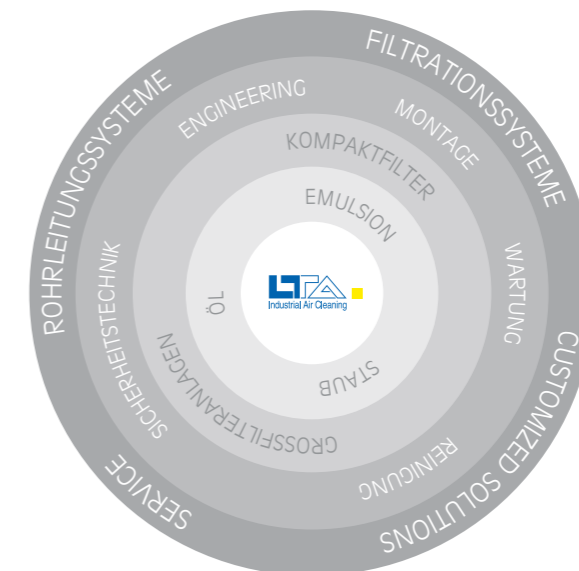 ROHRLEITUNGSSYSTEME
FILTRATIONSSYSTEME
CUSTOMIZED SOLUTIONS
SERVICE
ENGINEERING
MONTAGE
WARTUNG
REINIGUNG
SICHERHEITSTECHNIK
KOMPAKTFILTER
GROSSFILTERANLAGEN
EMULSION
STAUB
ÖL
LTA
Industrial Air Cleaning